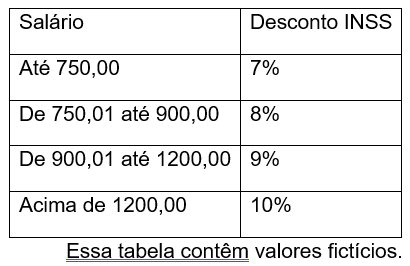 Salário Desconto INSS
Até 750,00 7%
De 750,01 até 900,00 8%
De 900,01 até 1200,00 9%
Acima de 1200,00 10%
Essa tabela contêm valores fictícios.